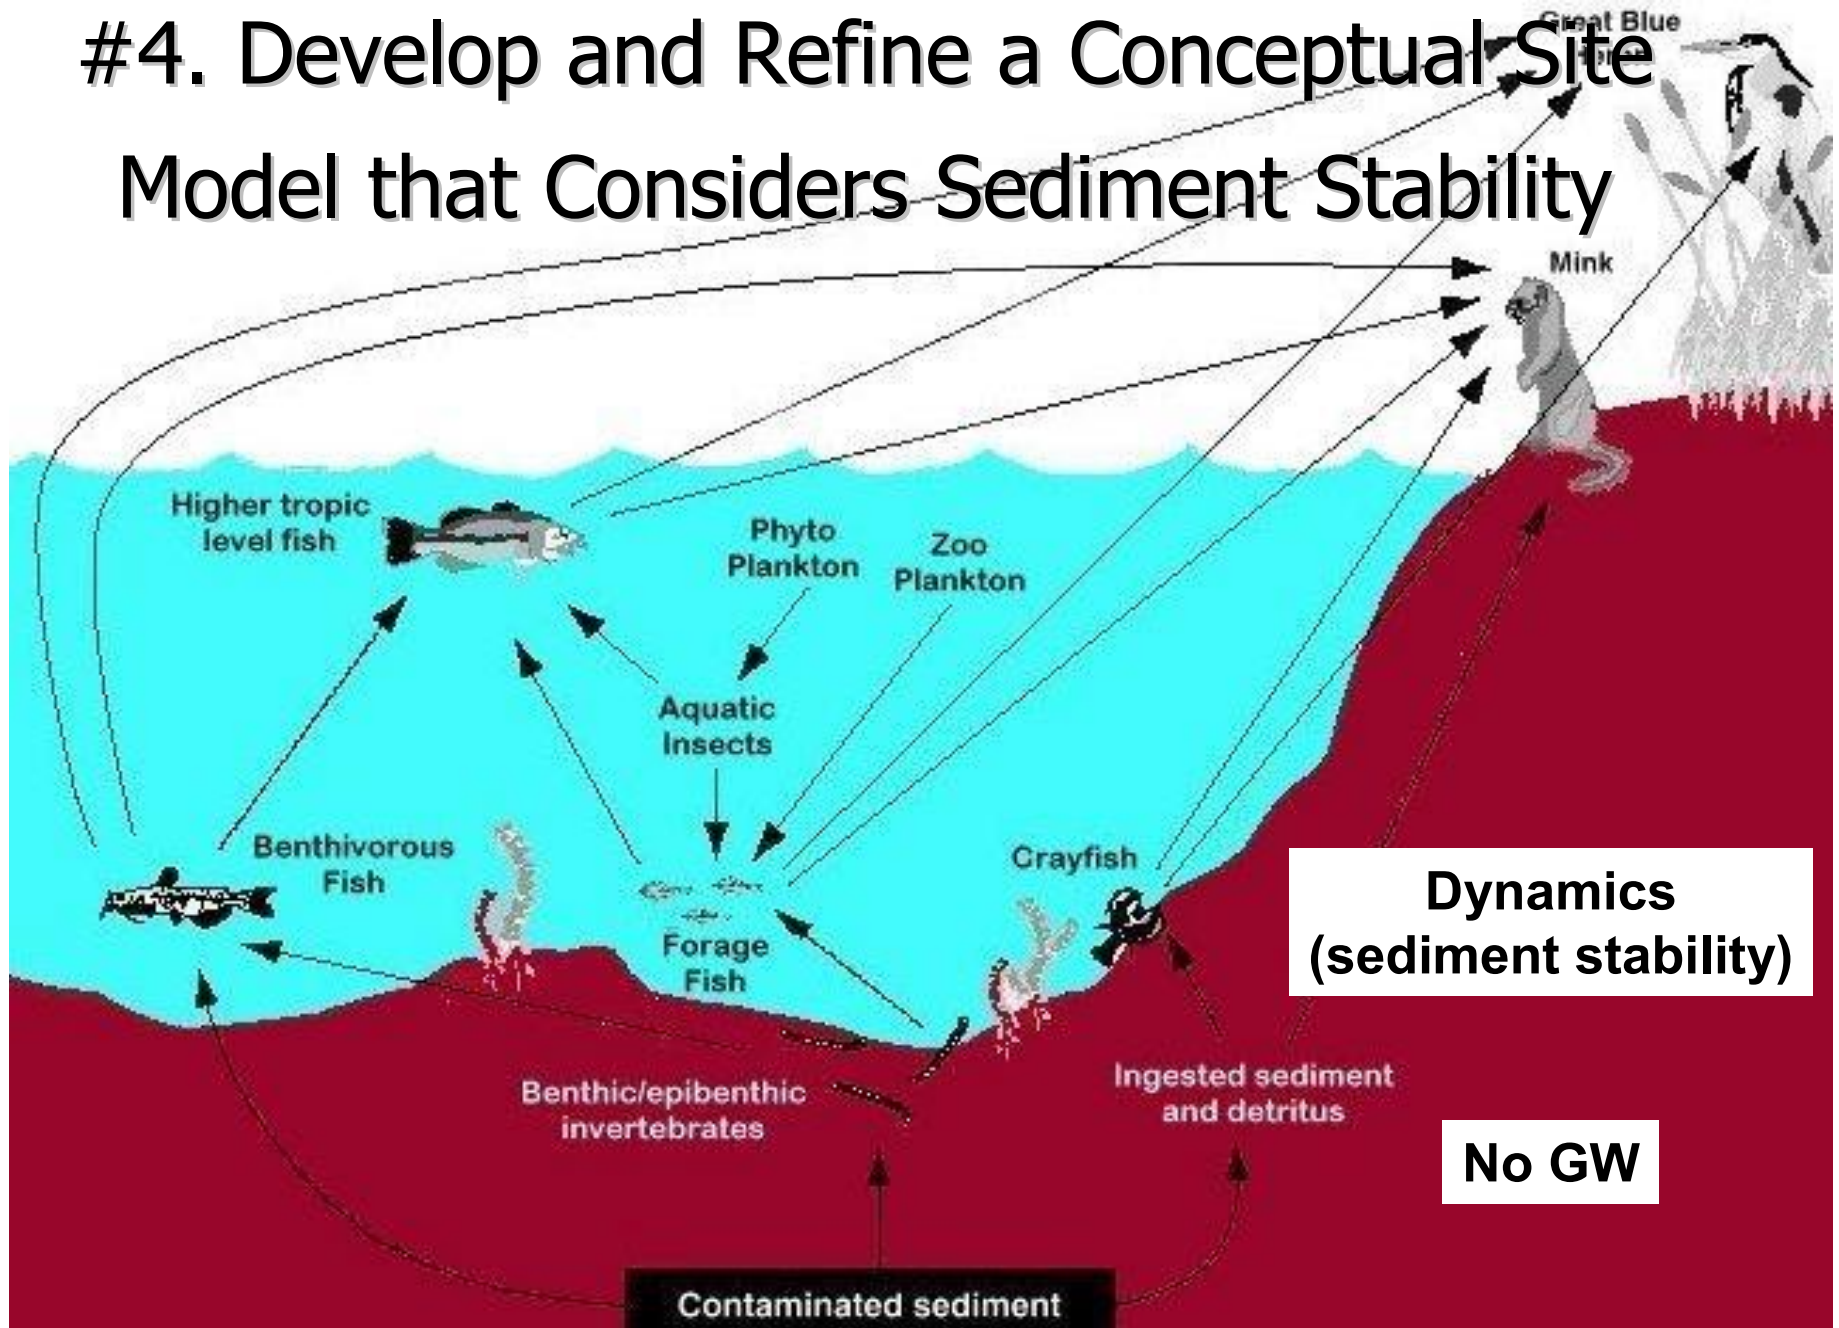 #4. Develop and Refine a Conceptual Site
Model that Considers Sediment Stability
Great Blue
Mink
Higher tropic
level fish
Phyto
Plankton
Zoo
Plankton
Aquatic
Insects
Benthivorous
Fish
Crayfish
Forage
Fish
Dynamics
(sediment stability)
Benthic/epibenthic
invertebrates
Ingested sediment
and detritus
No GW
Contaminated sediment